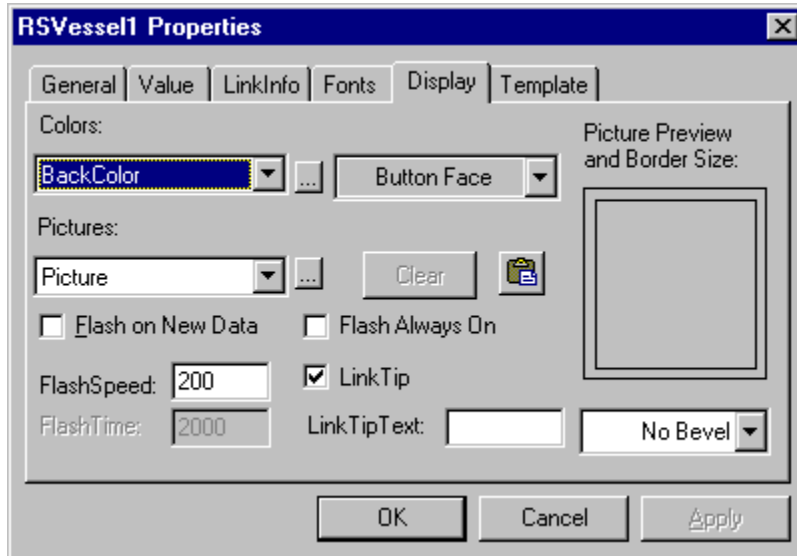 RSVessel1 Properties
General Value LinkInfo Fonts Display Template
Colors:
Picture Preview
and Border Size:
BackColor ... Button Face
Pictures:
Picture ... Clear
Flash on New Data Flash Always On
FlashSpeed: 200 LinkTip
FlashTime: 2000 LinkTipText: No Bevel
OK Cancel Apply